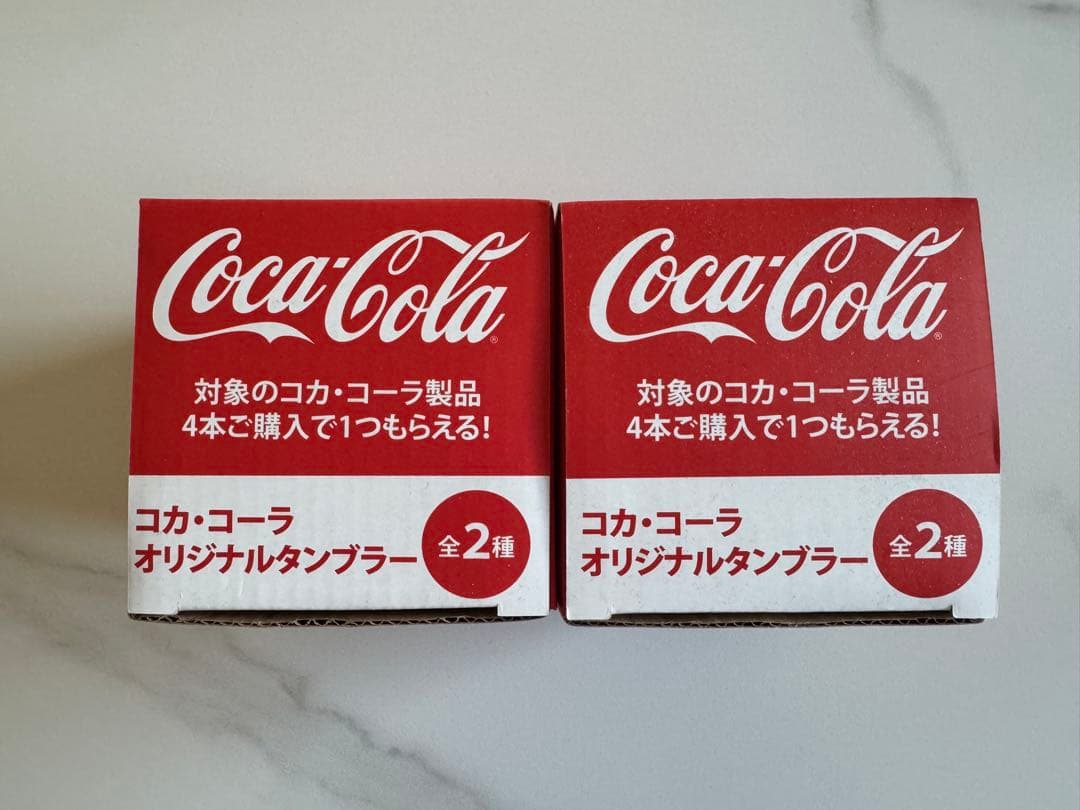 Coca-Cola®
対象のコカ・コーラ製品
4本ご購入で1つもらえる!
コカ・コーラ
オリジナルタンブラー
全2種
Coca-Cola®
対象のコカ・コーラ製品
4本ご購入で1つもらえる!
コカ・コーラ
オリジナルタンブラー
全2種